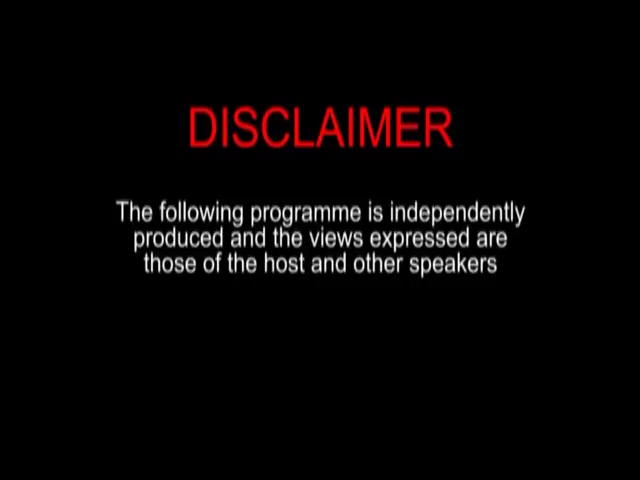 DISCLAIMER
The following programme is independently
produced and the views expressed are
those of the host and other speakers